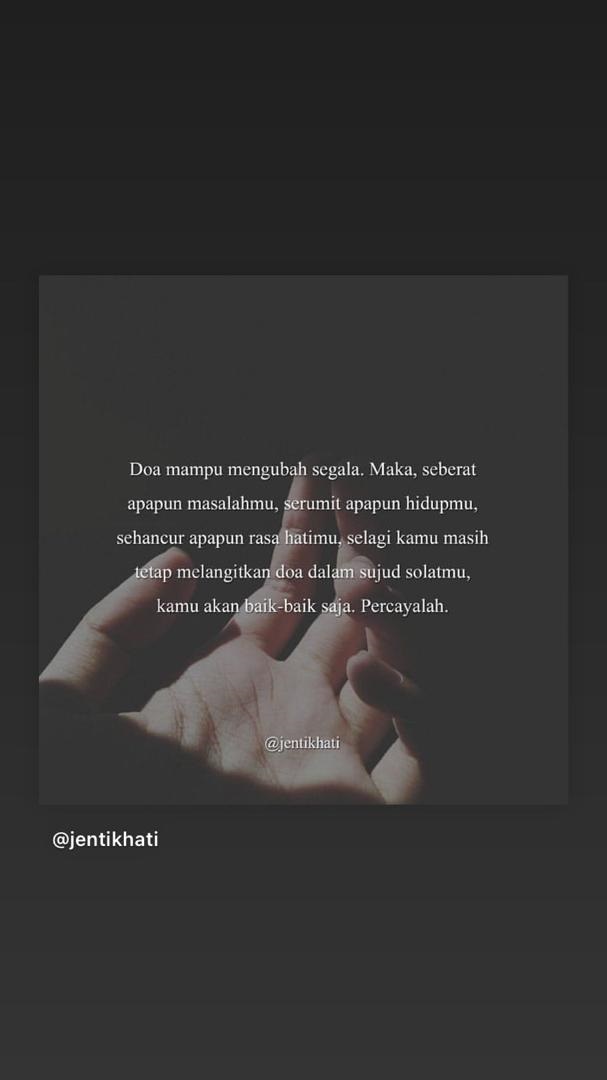 Doa mampu mengubah segala. Maka, seberat
apapun masalahmu, serumit apapun hidupmu,
sehancur apapun rasa hatimu, selagi kamu masih
tetap melangitkan doa dalam sujud solatmu,
kamu akan baik-baik saja. Percayalah.
@jentikhati
@jentikhati